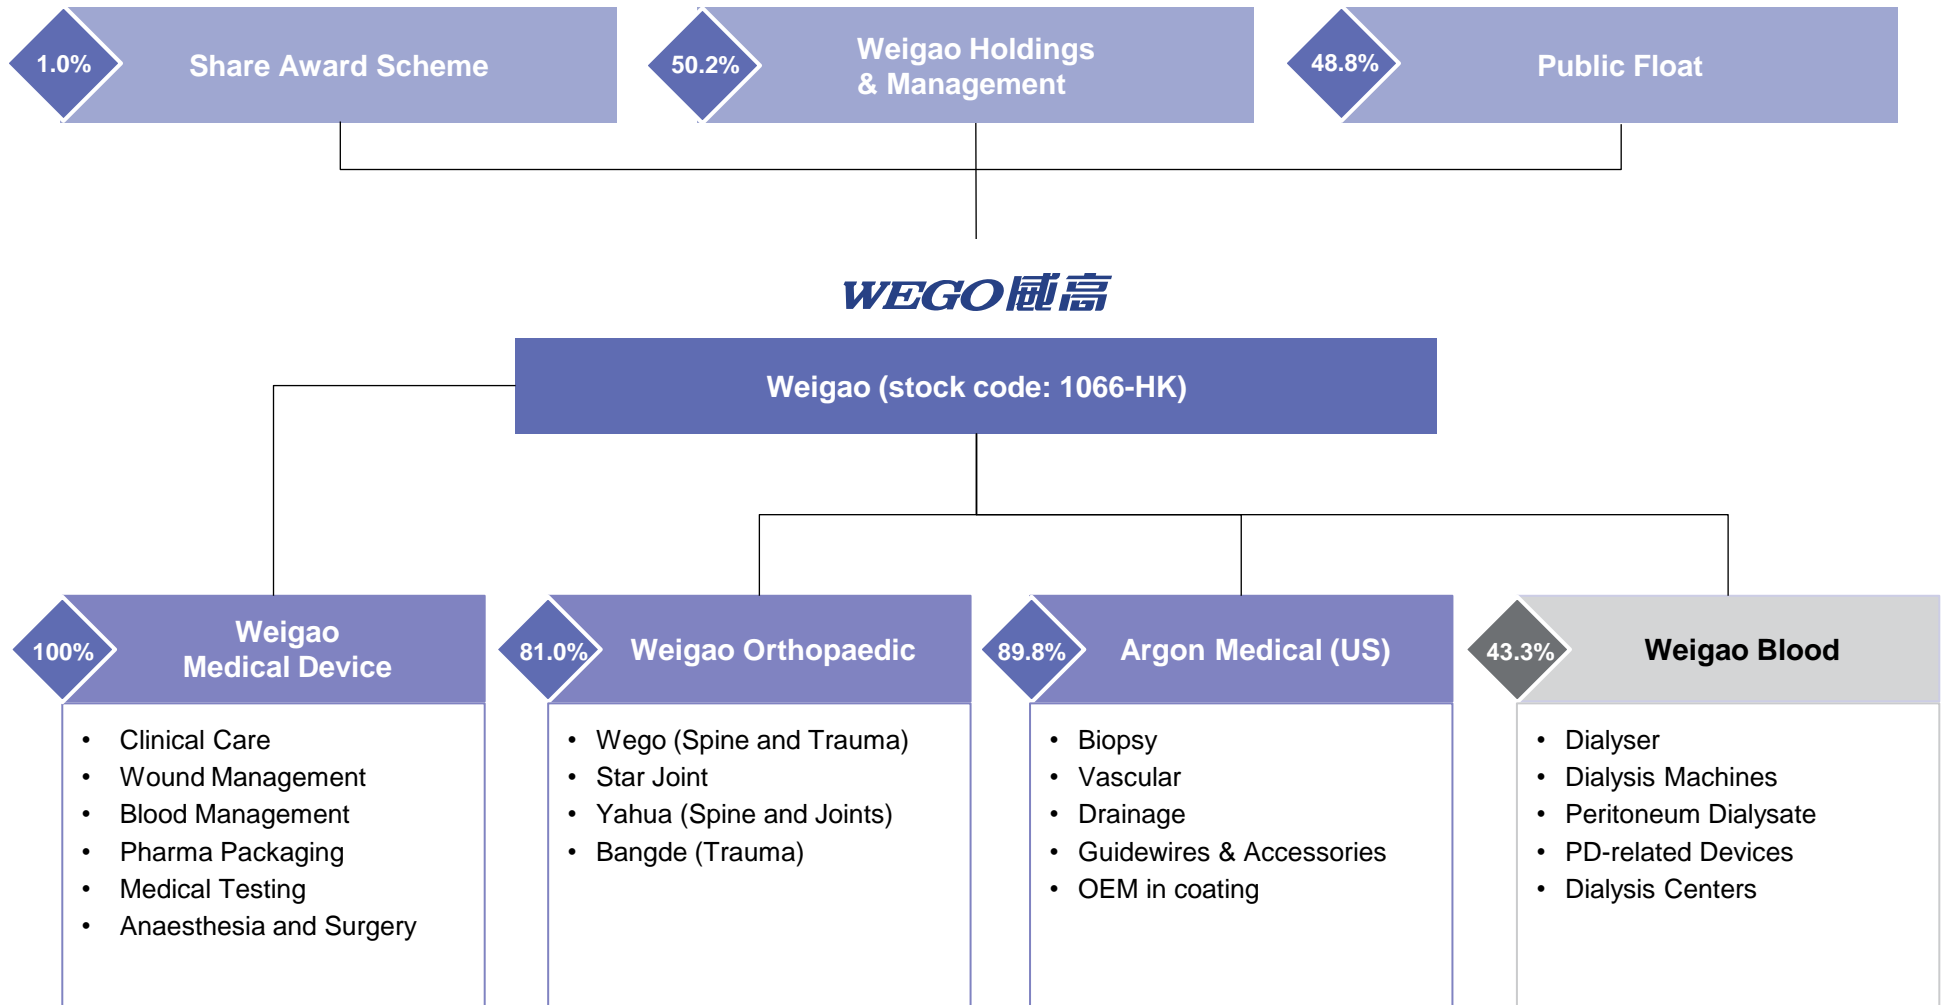 1.0%
Share Award Scheme
50.2%
Weigao Holdings
& Management
48.8%
Public Float
WEGO威高
Weigao (stock code: 1066-HK)
100%
Weigao
Medical Device
• Clinical Care
• Wound Management
• Blood Management
• Pharma Packaging
• Medical Testing
• Anaesthesia and Surgery
81.0%
Weigao Orthopaedic
• Wego (Spine and Trauma)
• Star Joint
• Yahua (Spine and Joints)
• Bangde (Trauma)
89.8%
Argon Medical (US)
• Biopsy
• Vascular
• Drainage
• Guidewires & Accessories
• OEM in coating
43.3%
Weigao Blood
• Dialyser
• Dialysis Machines
• Peritoneum Dialysate
• PD-related Devices
• Dialysis Centers